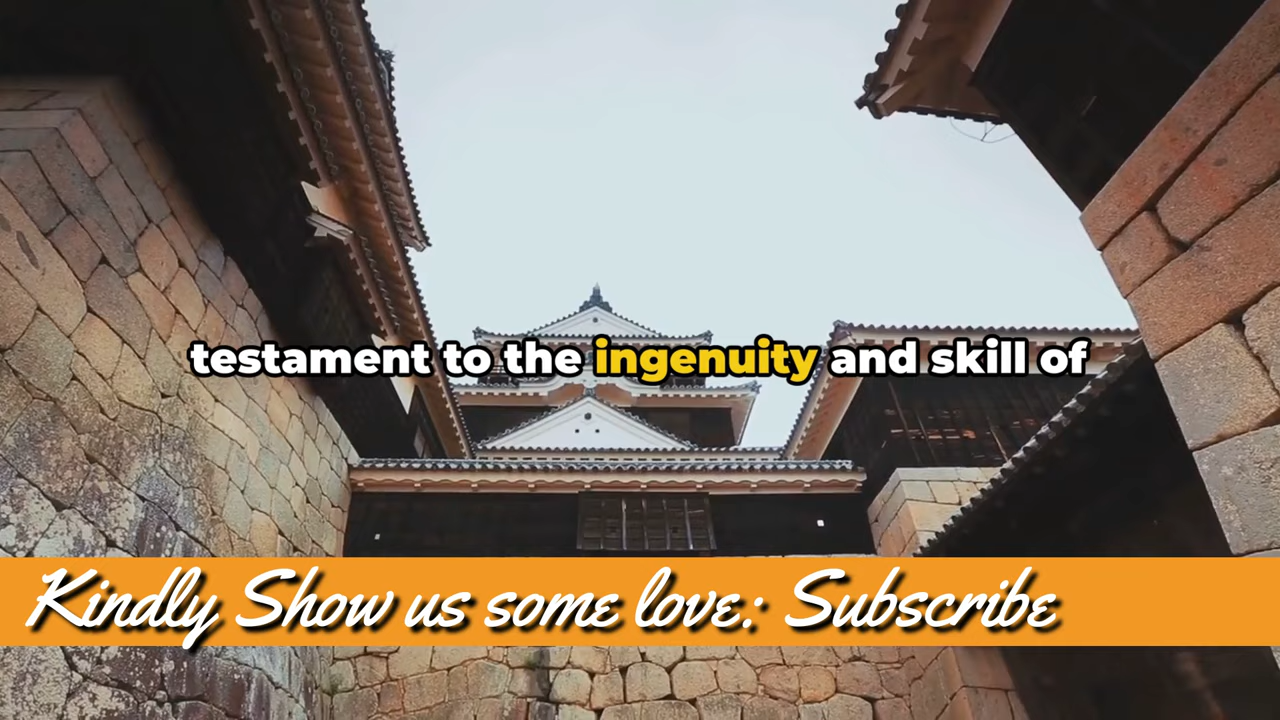 testament to the ingenuity and skill of
Kindly Show us some love: Subscribe